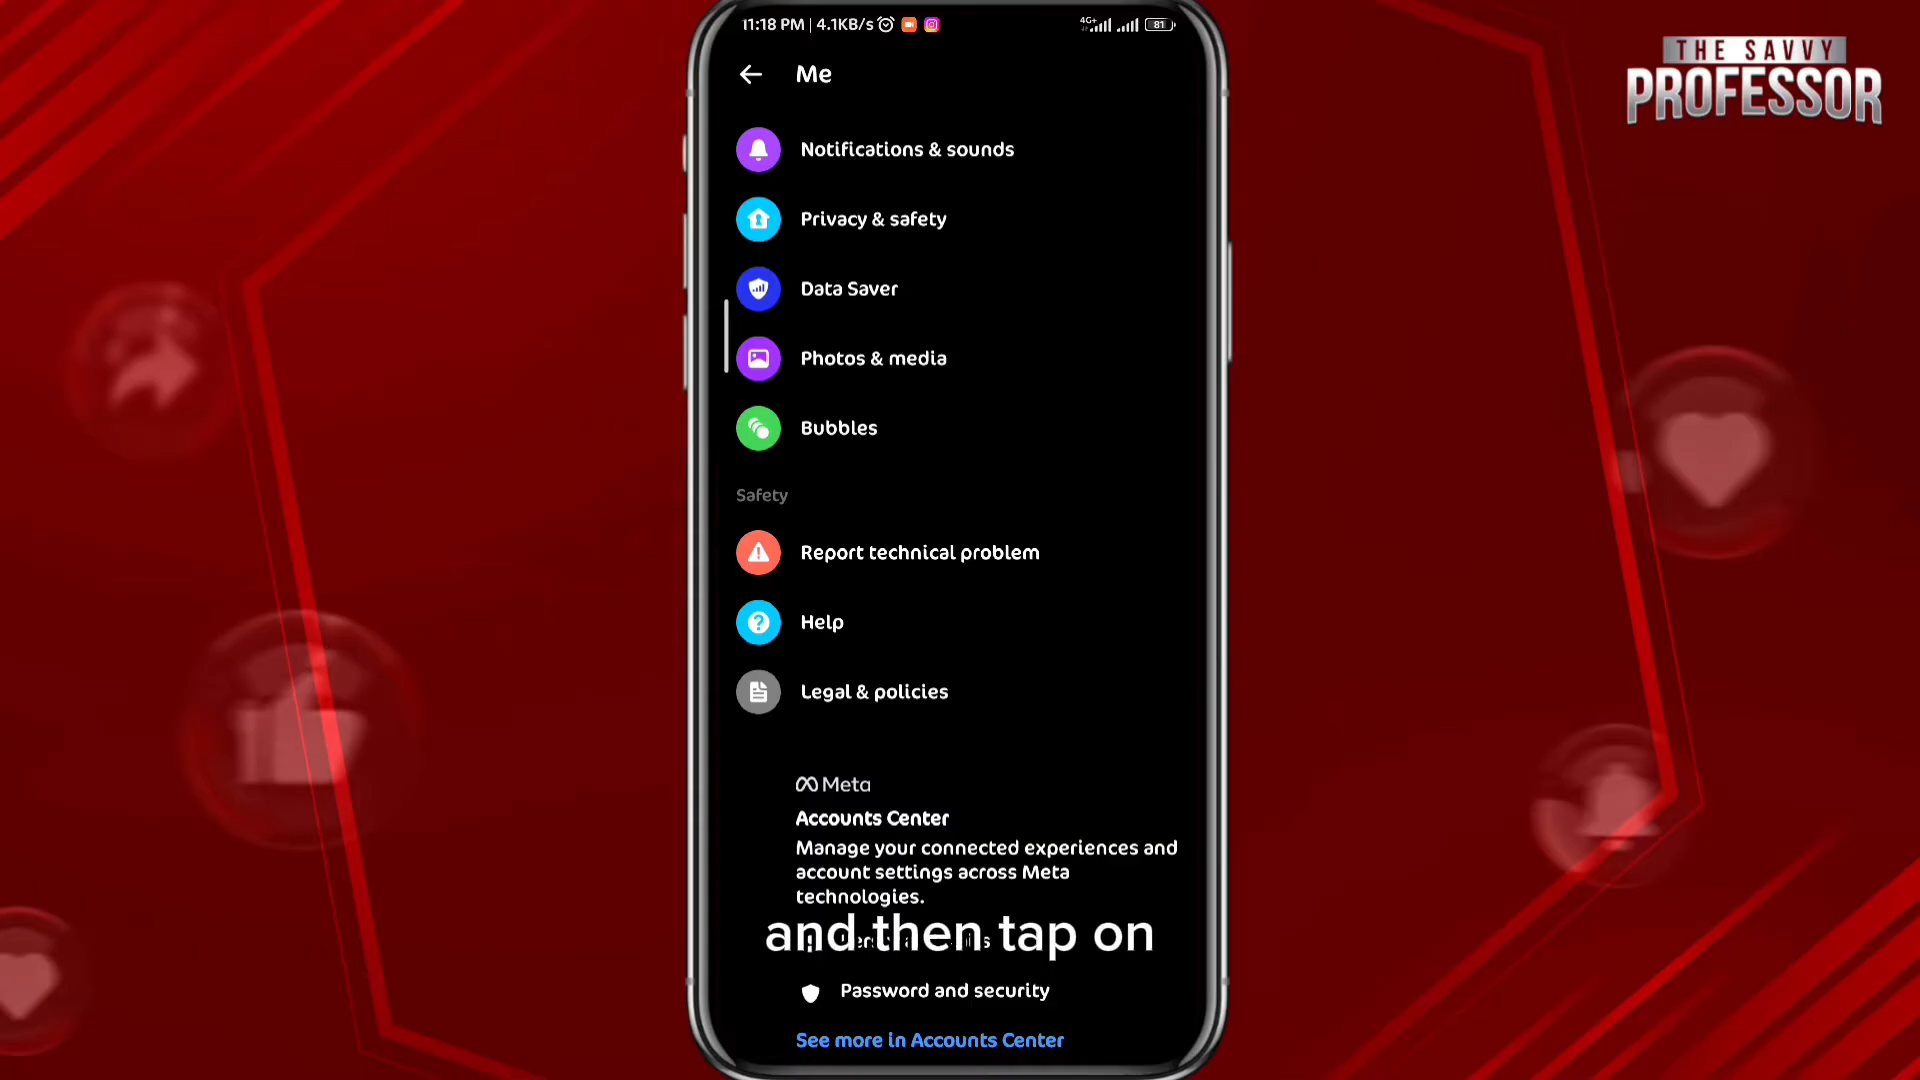 11:18 PM | 4.1KB/s
4G+
81
THE SAVVY
PROFESSOR
Me
Notifications & sounds
Privacy & safety
Data Saver
Photos & media
Bubbles
Safety
Report technical problem
Help
Legal & policies
Meta
Accounts Center
Manage your connected experiences and
account settings across Meta
technologies.
and then tap on
Password and security
See more in Accounts Center